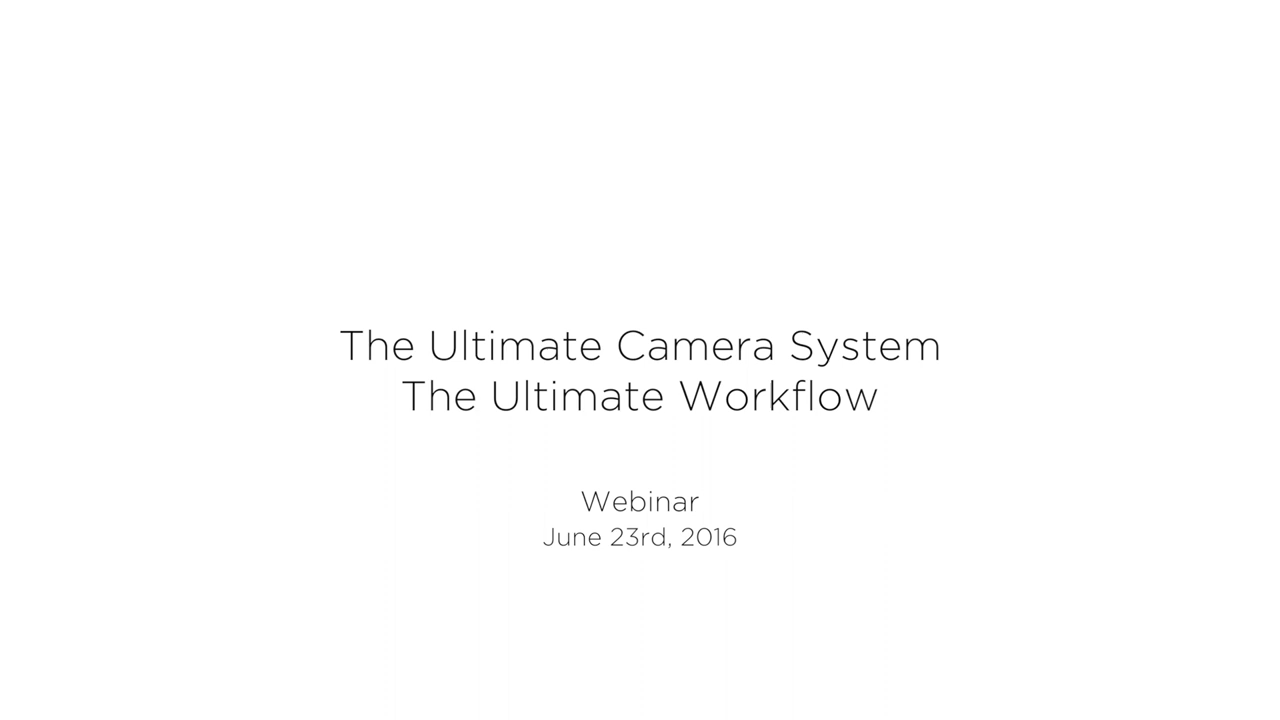 The Ultimate Camera System
The Ultimate Workflow
Webinar
June 23rd, 2016